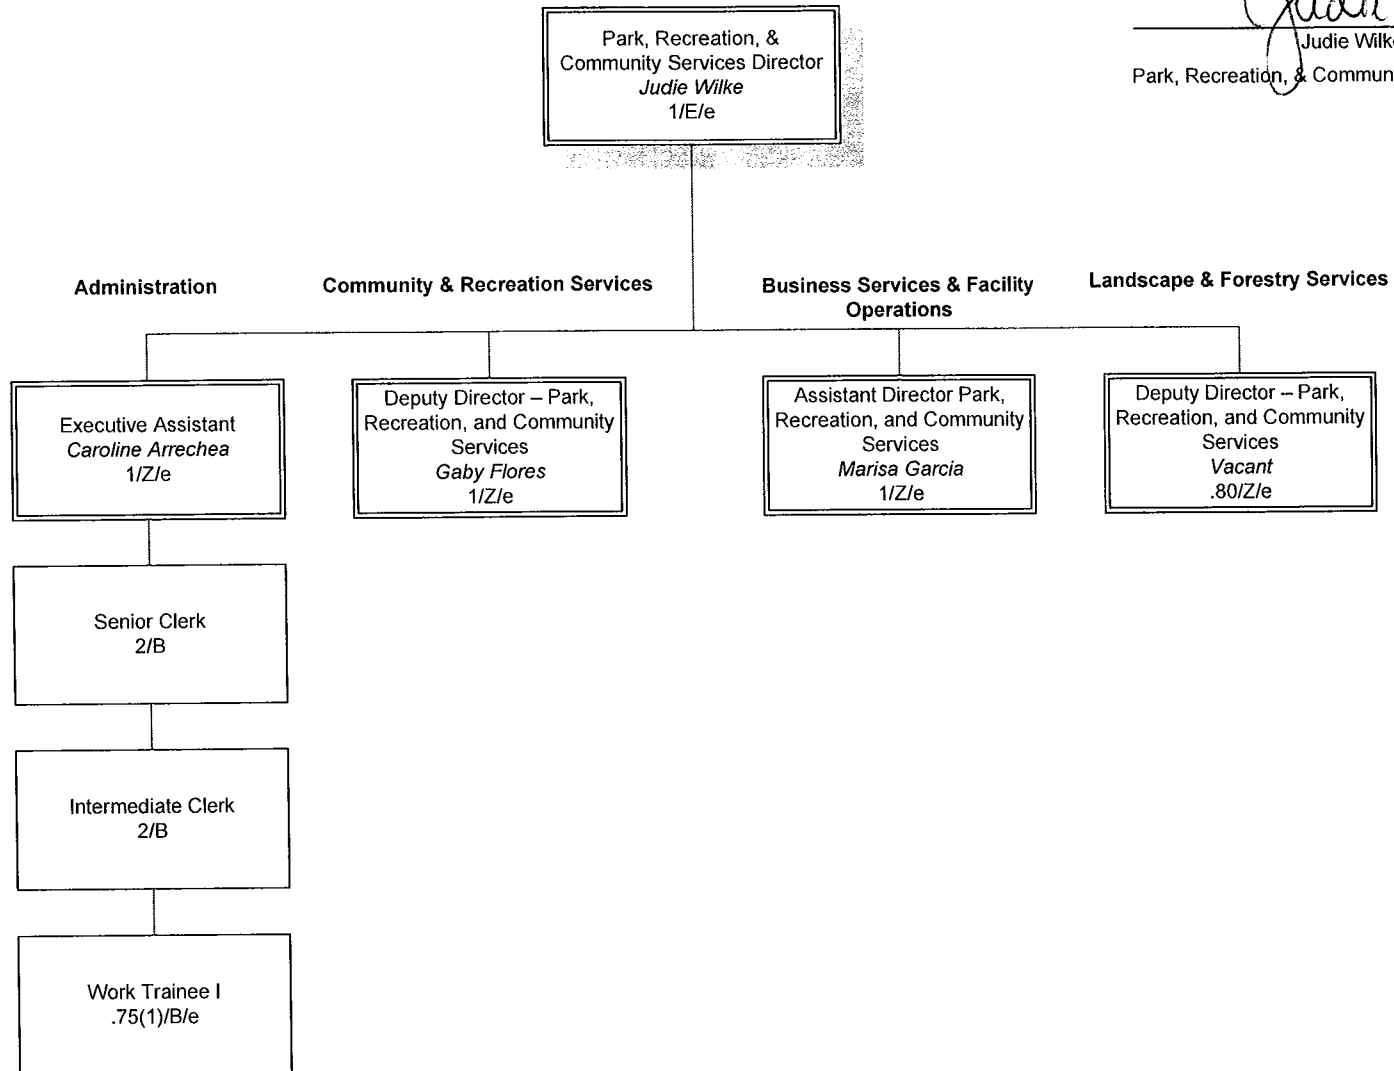 Park, Recreation, &
Community Services Director
Judie Wilke
1/E/e
Judie
Judie Wilke
Park, Recreation, & Commun
Administration
Community & Recreation Services
Business Services & Facility
Operations
Landscape & Forestry Services
Executive Assistant
Caroline Arrechea
1/Z/e
Deputy Director – Park,
Recreation, and Community
Services
Gaby Flores
1/Z/e
Assistant Director Park,
Recreation, and Community
Services
Marisa Garcia
1/Z/e
Deputy Director – Park,
Recreation, and Community
Services
Vacant
.80/Z/e
Senior Clerk
2/B
Intermediate Clerk
2/B
Work Trainee I
.75(1)/B/e